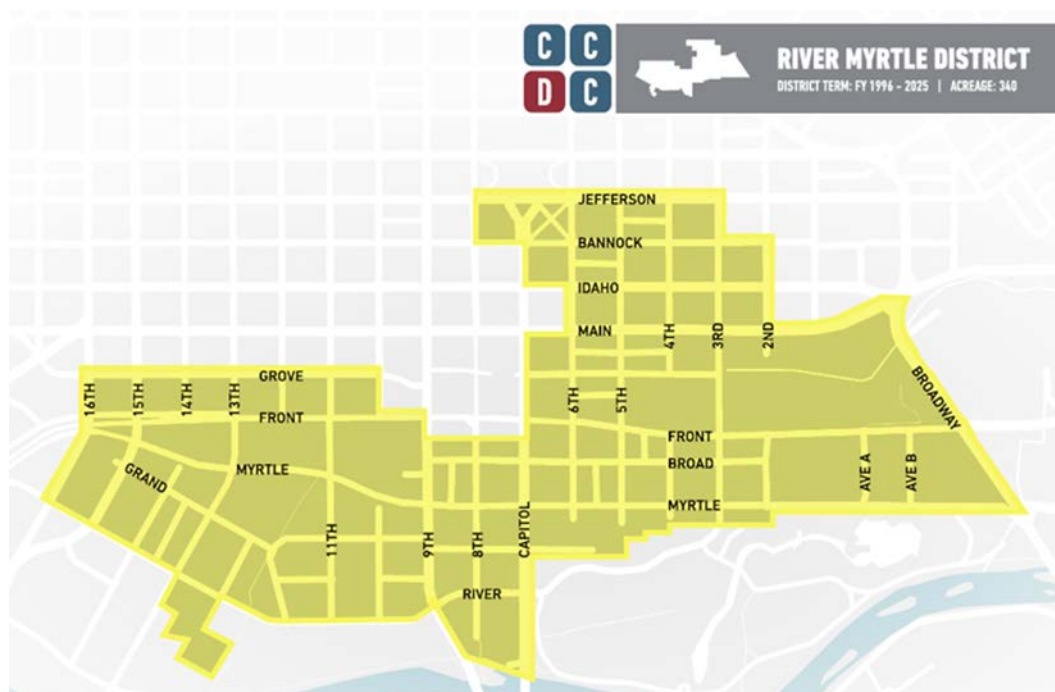 C C
D C
RIVER MYRTLE DISTRICT
DISTRICT TERM: FY 1996 - 2025 | ACREAGE: 340
JEFFERSON
BANNOCK
IDAHO
MAIN
4TH
3RD
2ND
GROVE
16TH
15TH
14TH
13TH
FRONT
6TH
5TH
BROADWAY
FRONT
BROAD
MYRTLE
GRAND
AVE A
AVE B
MYRTLE
11TH
9TH
8TH
CAPITOL
RIVER